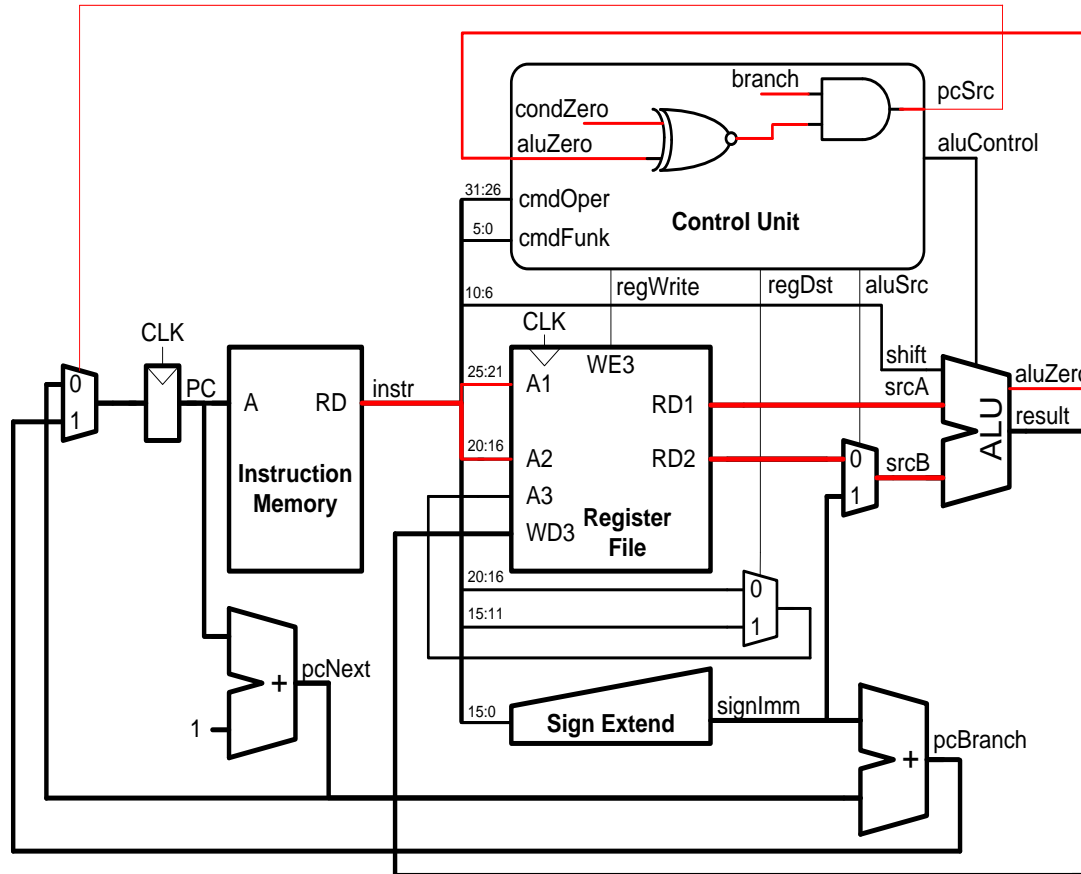 branch
pcSrc
condZero
aluZero
aluControl
31:26
cmdOper
5:0
cmdFunk
Control Unit
regWrite
regDst
aluSrc
10:6
CLK
CLK
WE3
shift
0
1
PC
A
RD
instr
25:21
A1
RD1
srcA
aluZero
20:16
A2
RD2
0
srcB
ALU
result
Instruction
Memory
A3
1
WD3
Register
File
20:16
0
15:11
1
pcNext
+
1
15:0
Sign Extend
signImm
+
pcBranch